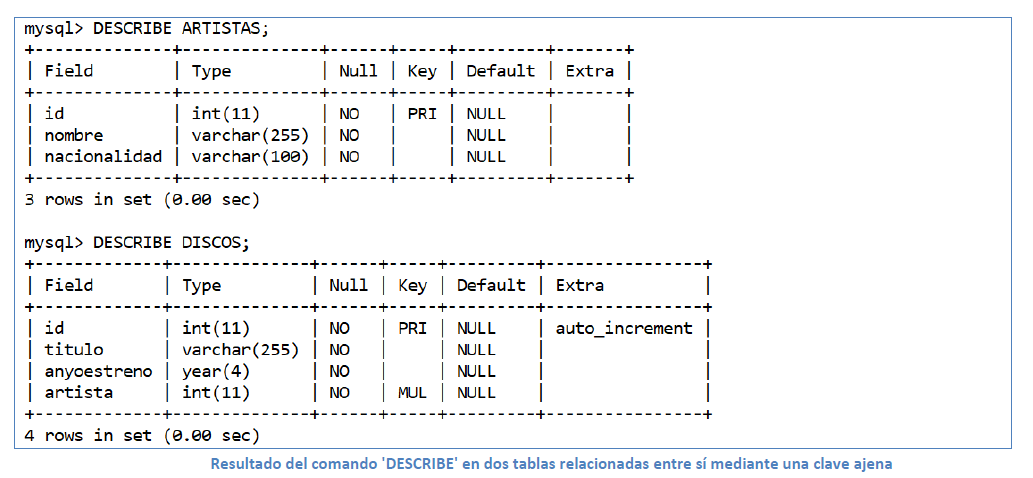 mysql> DESCRIBE ARTISTAS;
+--------------+--------------+------+-----+---------+-------+
| Field        | Type         | Null | Key | Default | Extra |
+--------------+--------------+------+-----+---------+-------+
| id           | int(11)      | NO   | PRI | NULL    |       |
| nombre       | varchar(255) | NO   |     | NULL    |       |
| nacionalidad | varchar(100) | NO   |     | NULL    |       |
+--------------+--------------+------+-----+---------+-------+
3 rows in set (0.00 sec)
mysql> DESCRIBE DISCOS;
+-------------+--------------+------+-----+---------+----------------+
| Field       | Type         | Null | Key | Default | Extra          |
+-------------+--------------+------+-----+---------+----------------+
| id          | int(11)      | NO   | PRI | NULL    | auto_increment |
| titulo      | varchar(255) | NO   |     | NULL    |                |
| anyoestreno | year(4)      | NO   |     | NULL    |                |
| artista     | int(11)      | NO   | MUL | NULL    |                |
+-------------+--------------+------+-----+---------+----------------+
4 rows in set (0.00 sec)
Resultado del comando 'DESCRIBE' en dos tablas relacionadas entre sí mediante una clave ajena